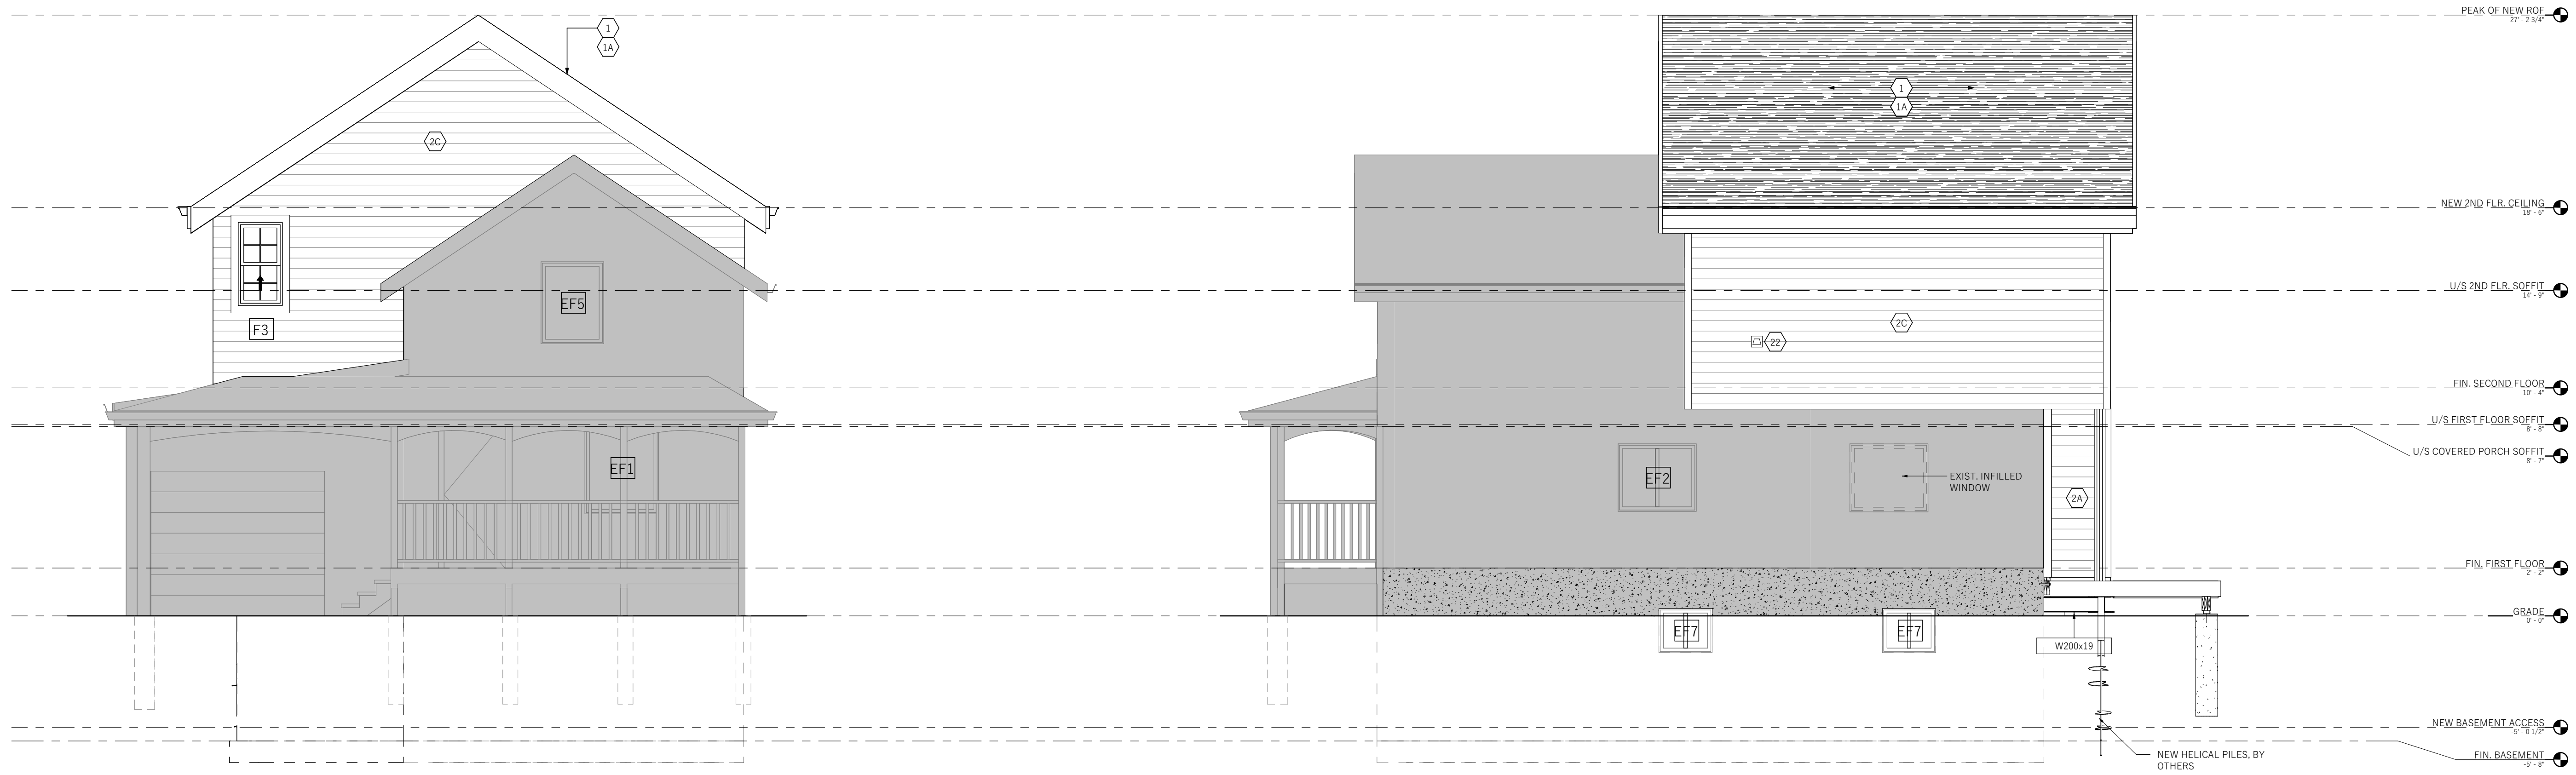 1
1A
2C
F3
EF5
EF1
1
1A
2C
22
EF2
EXIST. INFILLED
WINDOW
2A
EF7
EF7
W200x19
NEW HELICAL PILES, BY
OTHERS
PEAK OF NEW ROF
27' - 2 3/4"
NEW 2ND FLR. CEILING
18' - 6"
U/S 2ND FLR. SOFFIT
14' - 9"
FIN. SECOND FLOOR
10' - 4"
U/S FIRST FLOOR SOFFIT
8' - 8"
U/S COVERED PORCH SOFFIT
8' - 7"
FIN. FIRST FLOOR
2' - 2"
GRADE
0' - 0"
NEW BASEMENT ACCESS
-5' - 0 1/2"
FIN. BASEMENT
-5' - 8"